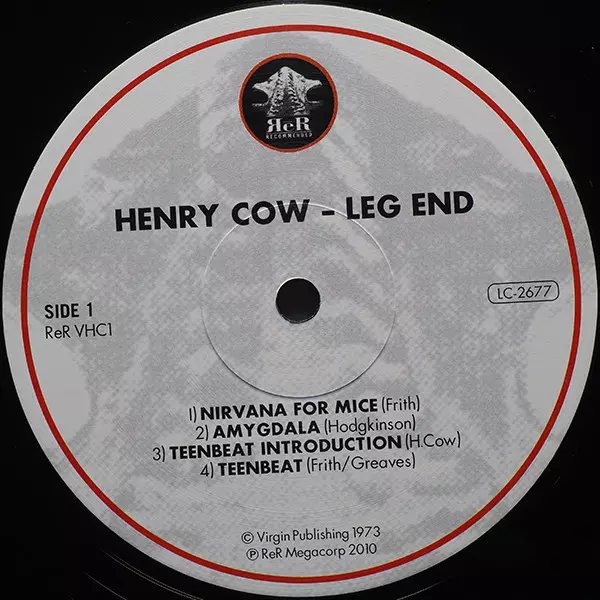 ЯeR
RECOMMENDED
HENRY COW – LEG END
SIDE 1
ReR VHC1
LC-2677
1) NIRVANA FOR MICE (Frith)
2) AMYGDALA (Hodgkinson)
3) TEENBEAT INTRODUCTION (H.Cow)
4) TEENBEAT (Frith/Greaves)
© Virgin Publishing 1973
℗ ReR Megacorp 2010